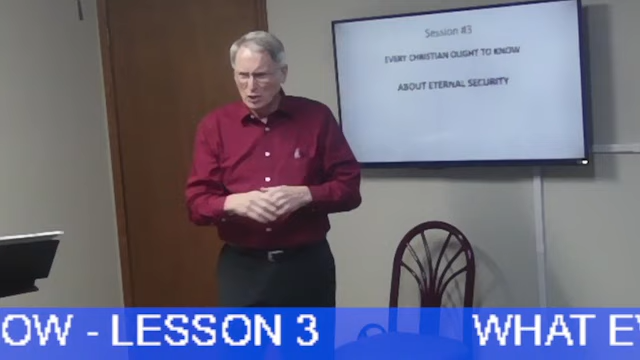 Session #3
EVERY CHRISTIAN OUGHT TO KNOW
ABOUT ETERNAL SECURITY
OW - LESSON 3 WHAT EV